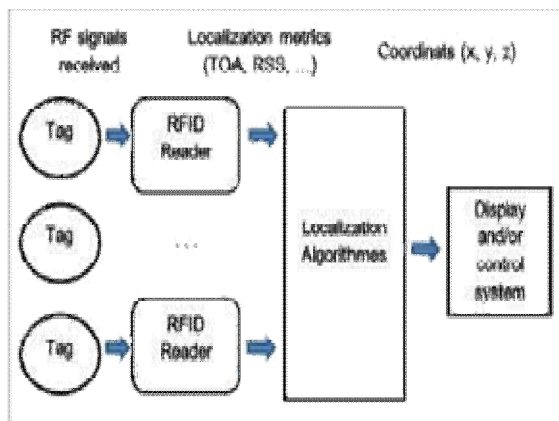 RF signals
received
Localization metrics
(TOA, RSS, ...)
Coordinats (x, y, z)
Tag
RFID
Reader
Tag
...
Localization
Algorithmes
Display
and/or
control
system
Tag
RFID
Reader